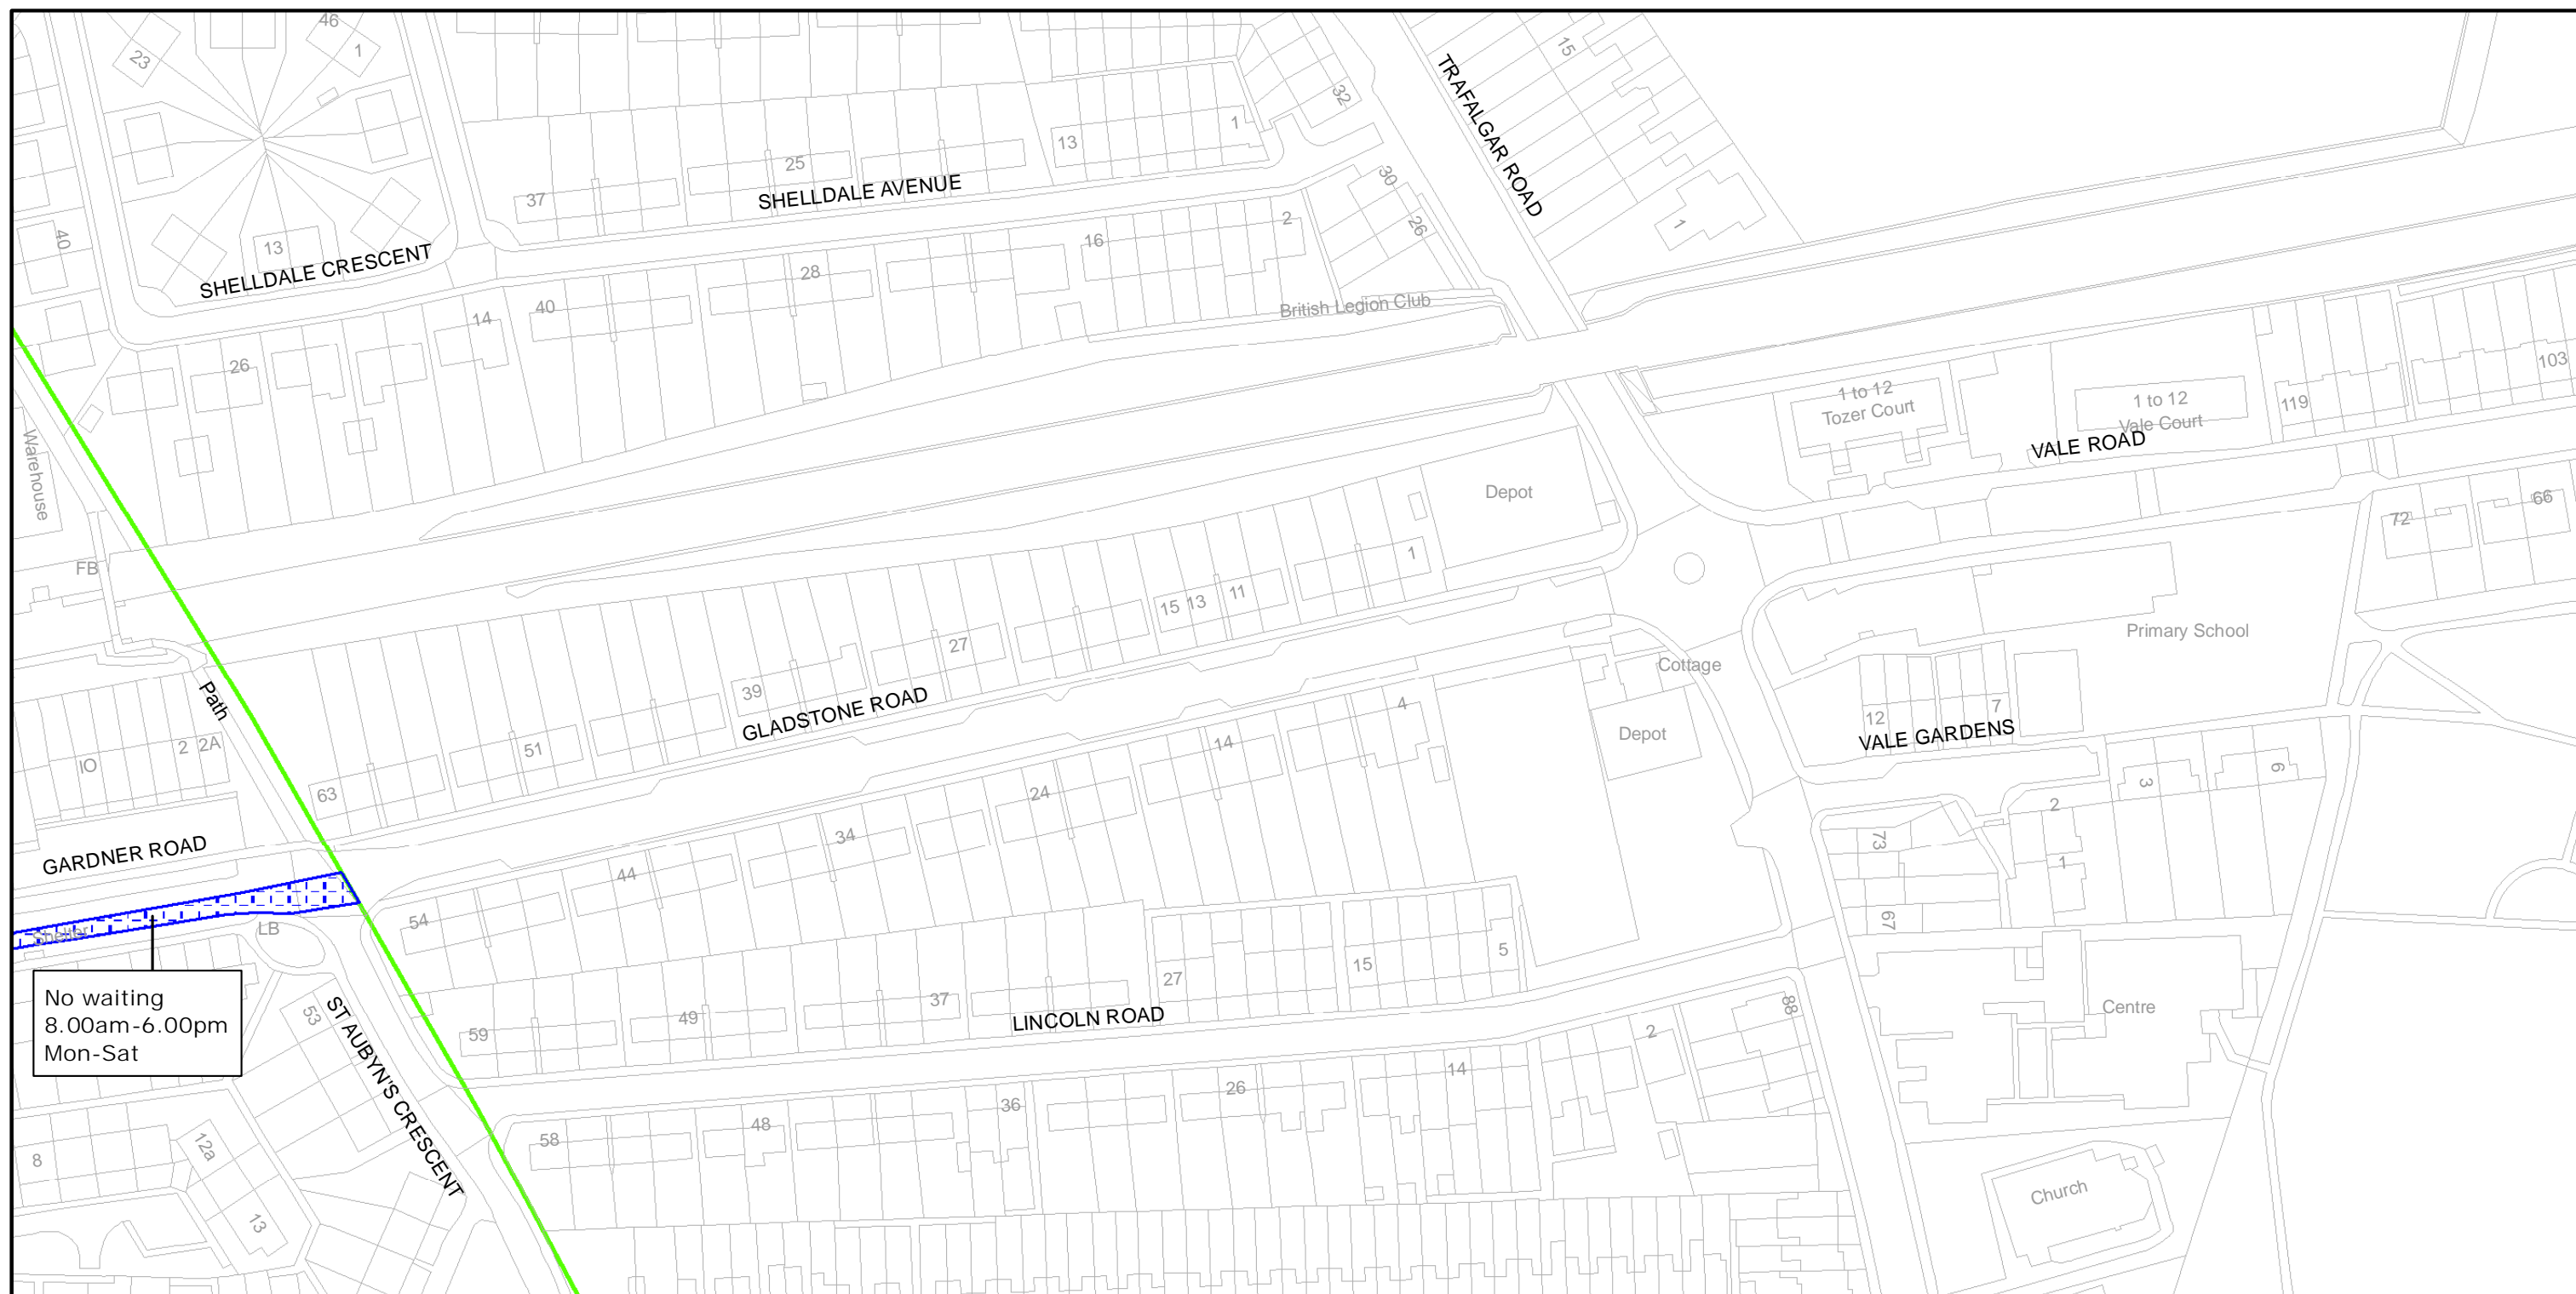 46
23
1
15
TRAFALGAR ROAD
32
1
13
25
37
SHELLDALE AVENUE
30
26
1
40
13
SHELLDALE CRESCENT
2
16
28
40
14
26
British Legion Club
Warehouse
1 to 12
Tozer Court
1 to 12
Vale Court
119
103
VALE ROAD
Depot
72
66
FB
1
11
15 13
27
39
51
63
GLADSTONE ROAD
Primary School
Cottage
Path
2 2A
IO
4
14
24
34
44
54
Depot
12
7
VALE GARDENS
3
6
2
1
73
67
GARDNER ROAD
Shelter
LB
No waiting
8.00am-6.00pm
Mon-Sat
53
ST AUBYN'S CRESCENT
59
49
37
27
15
5
LINCOLN ROAD
88
2
14
26
36
48
58
Centre
Church
8
12a
13